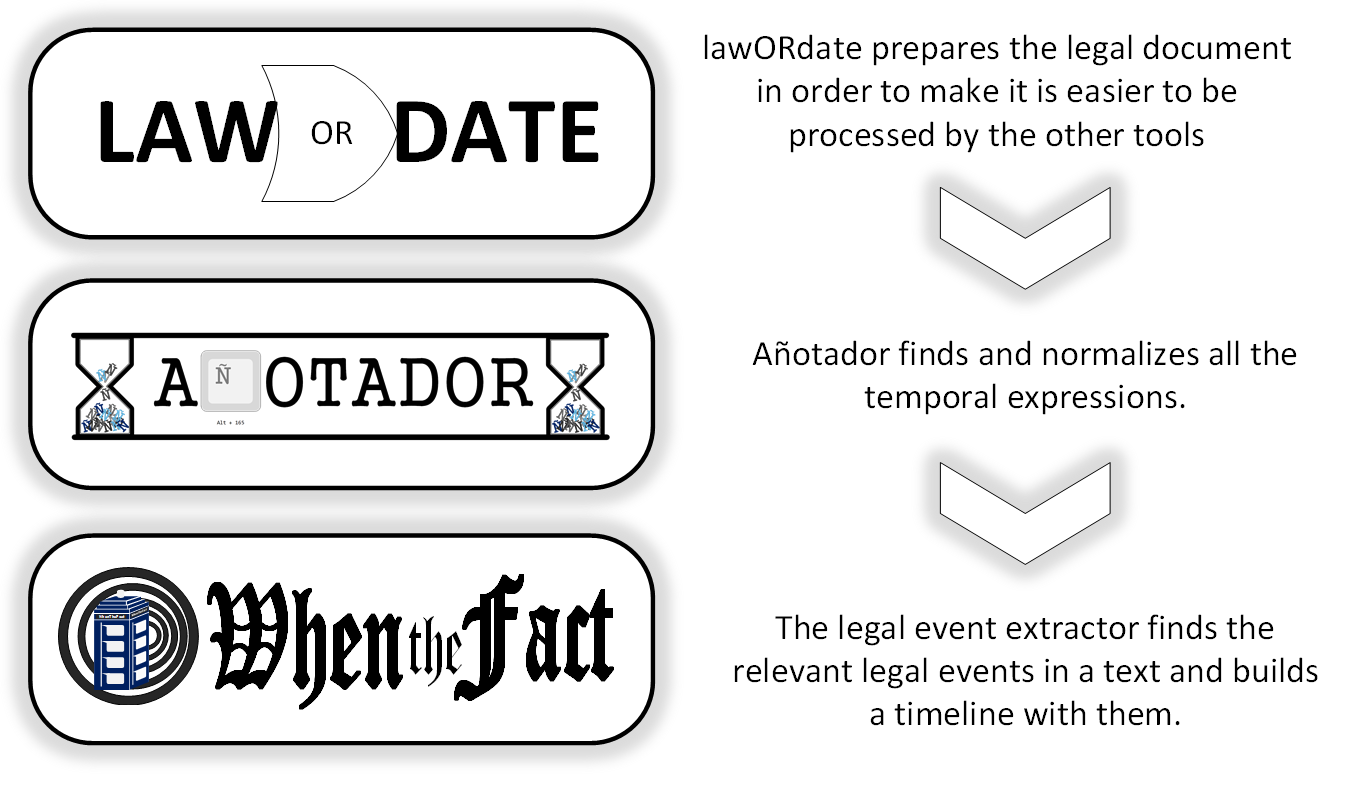 LAW OR DATE
lawORdate prepares the legal document
in order to make it is easier to be
processed by the other tools
AÑOTADOR
Alt + 165
Añotador finds and normalizes all the
temporal expressions.
When the Fact
The legal event extractor finds the
relevant legal events in a text and builds
a timeline with them.